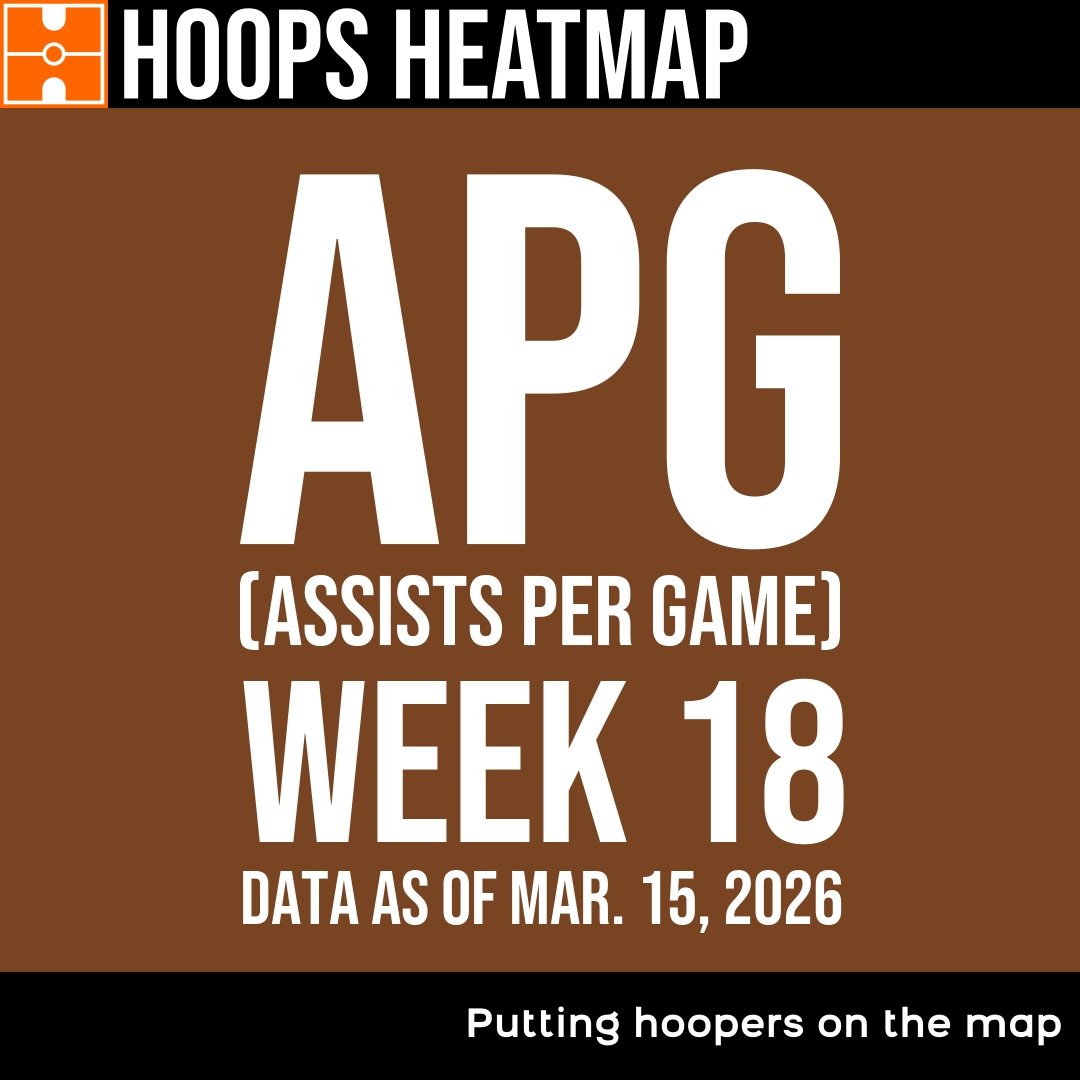 HOOPS HEATMAP
APG
(ASSISTS PER GAME)
WEEK 18
DATA AS OF MAR. 15, 2026
Putting hoopers on the map